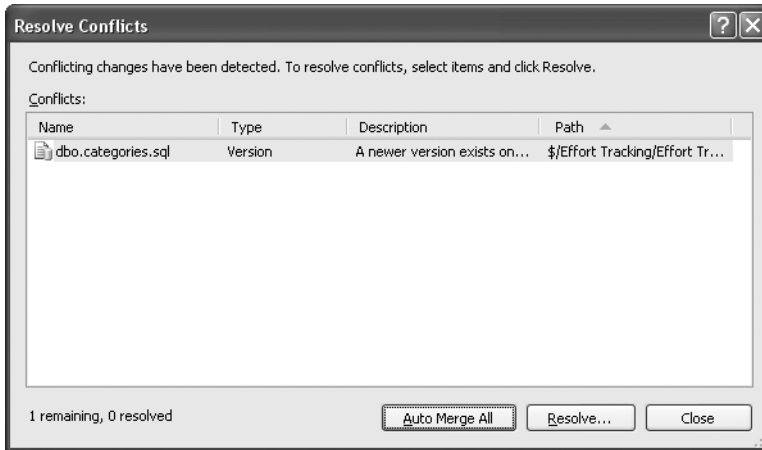 Resolve Conflicts
Conflicting changes have been detected. To resolve conflicts, select items and click Resolve.
Conflicts:
Name Type Description Path
dbo.categories.sql Version A newer version exists on... $/Effort Tracking/Effort Tr...
1 remaining, 0 resolved Auto Merge All Resolve... Close